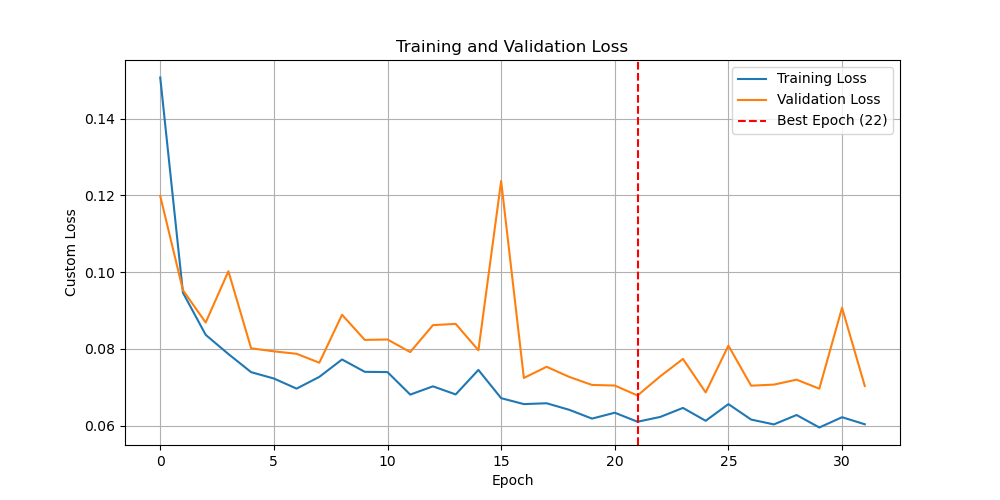 Training and Validation Loss
Training Loss
Validation Loss
Best Epoch (22)
Custom Loss
0.14
0.12
0.10
0.08
0.06
0 5 10 15 20 25 30
Epoch